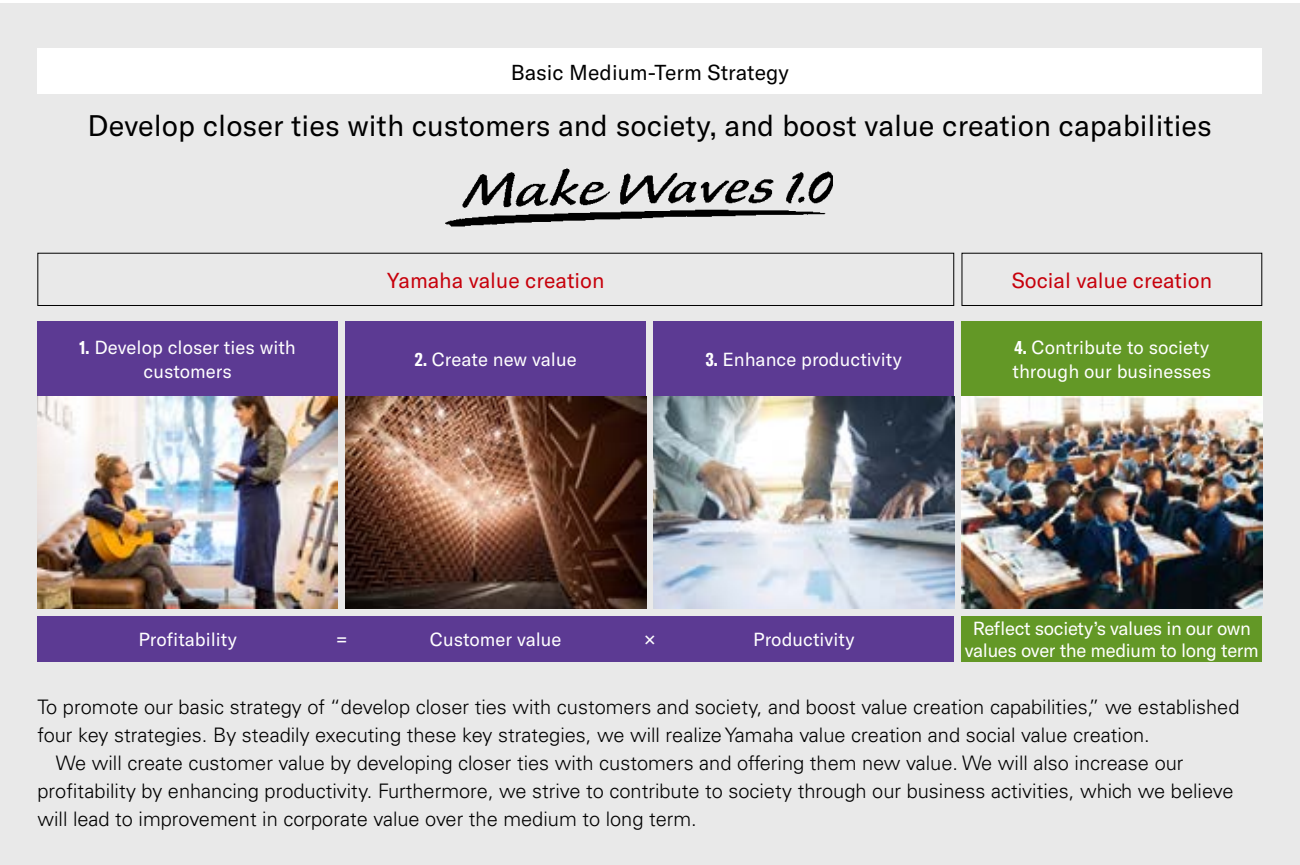 Basic Medium-Term Strategy
Develop closer ties with customers and society, and boost value creation capabilities
Make Waves 1.0
Yamaha value creation
Social value creation
1. Develop closer ties with
customers
2. Create new value
3. Enhance productivity
4. Contribute to society
through our businesses
Profitability = Customer value × Productivity
Reflect society's values in our own
values over the medium to long term
To promote our basic strategy of “develop closer ties with customers and society, and boost value creation capabilities,” we established
four key strategies. By steadily executing these key strategies, we will realize Yamaha value creation and social value creation.
We will create customer value by developing closer ties with customers and offering them new value. We will also increase our
profitability by enhancing productivity. Furthermore, we strive to contribute to society through our business activities, which we believe
will lead to improvement in corporate value over the medium to long term.